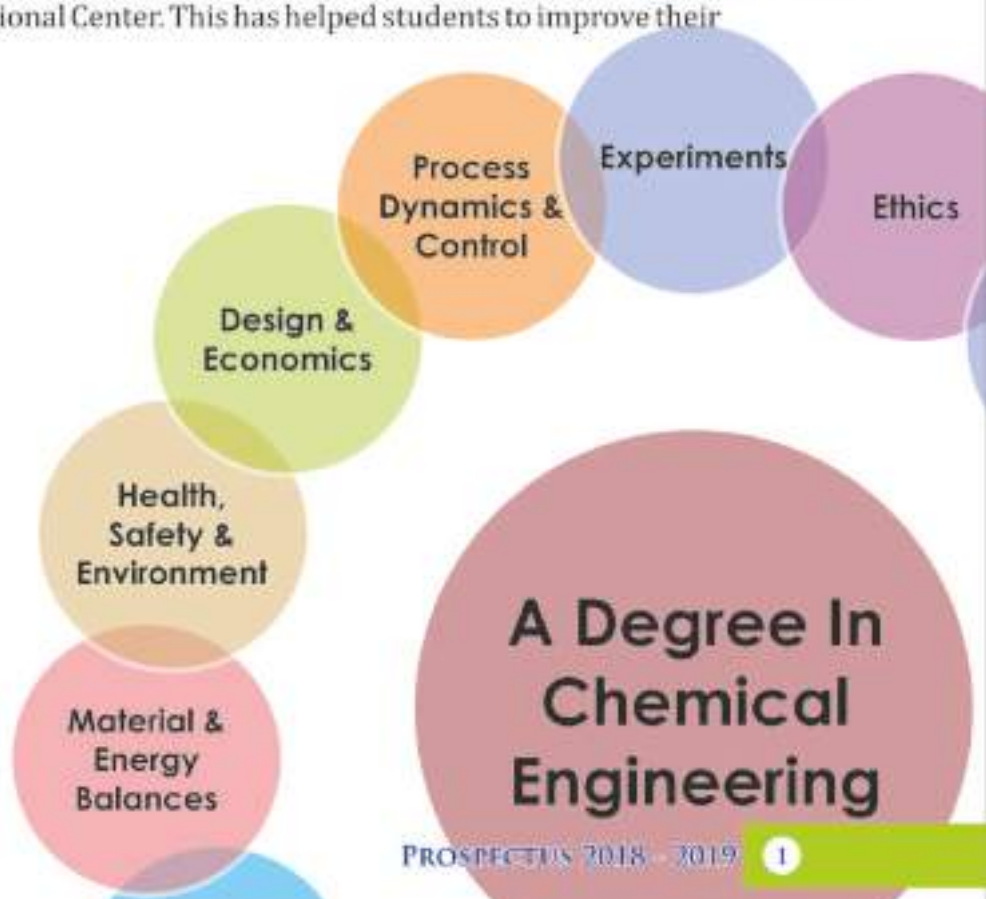 ional Center. This has helped students to improve their
Experiments
Process
Dynamics &
Control
Ethics
Design &
Economics
Health,
Safety &
Environment
A Degree In
Chemical
Engineering
Material &
Energy
Balances
PROSPECTUS 2018 - 2019
1